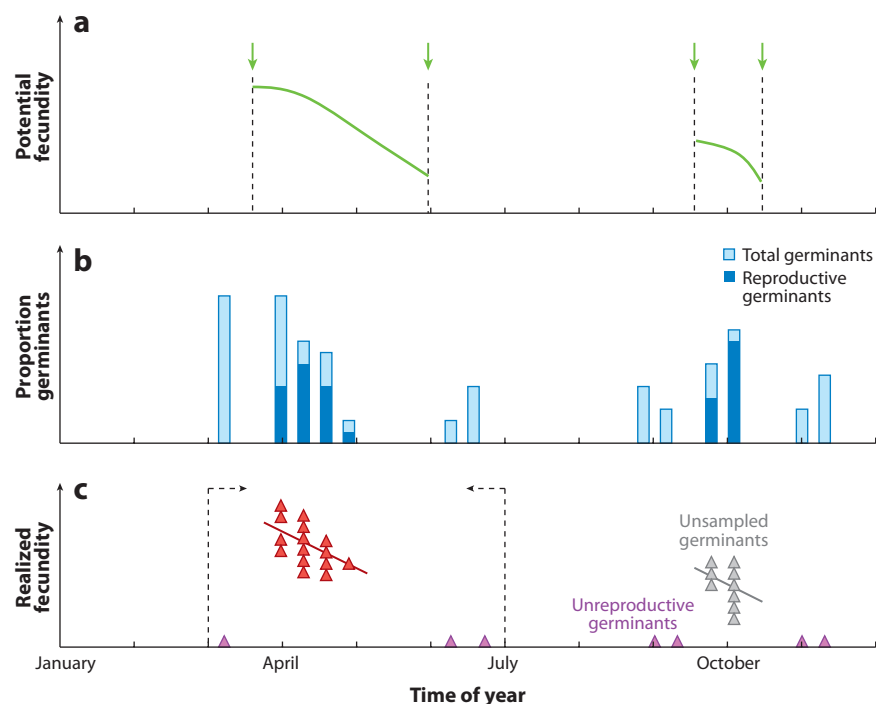 a
Potential
fecundity
b
Total germinants
Reproductive
germinants
Proportion
germinants
c
Unsampled
germinants
Unreproductive
germinants
Realized
fecundity
January
April
July
October
Time of year